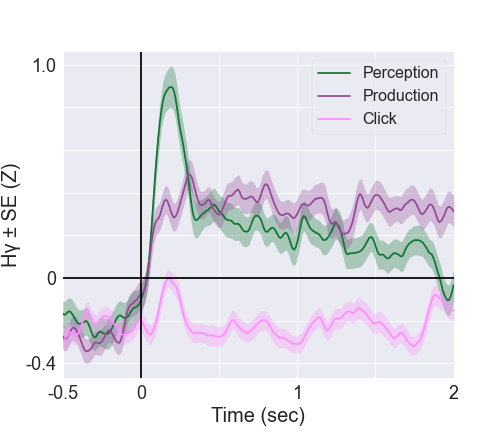 Hγ ± SE (Z)
1.0
0
-0.4
Perception
Production
Click
-0.5
0
1
2
Time (sec)